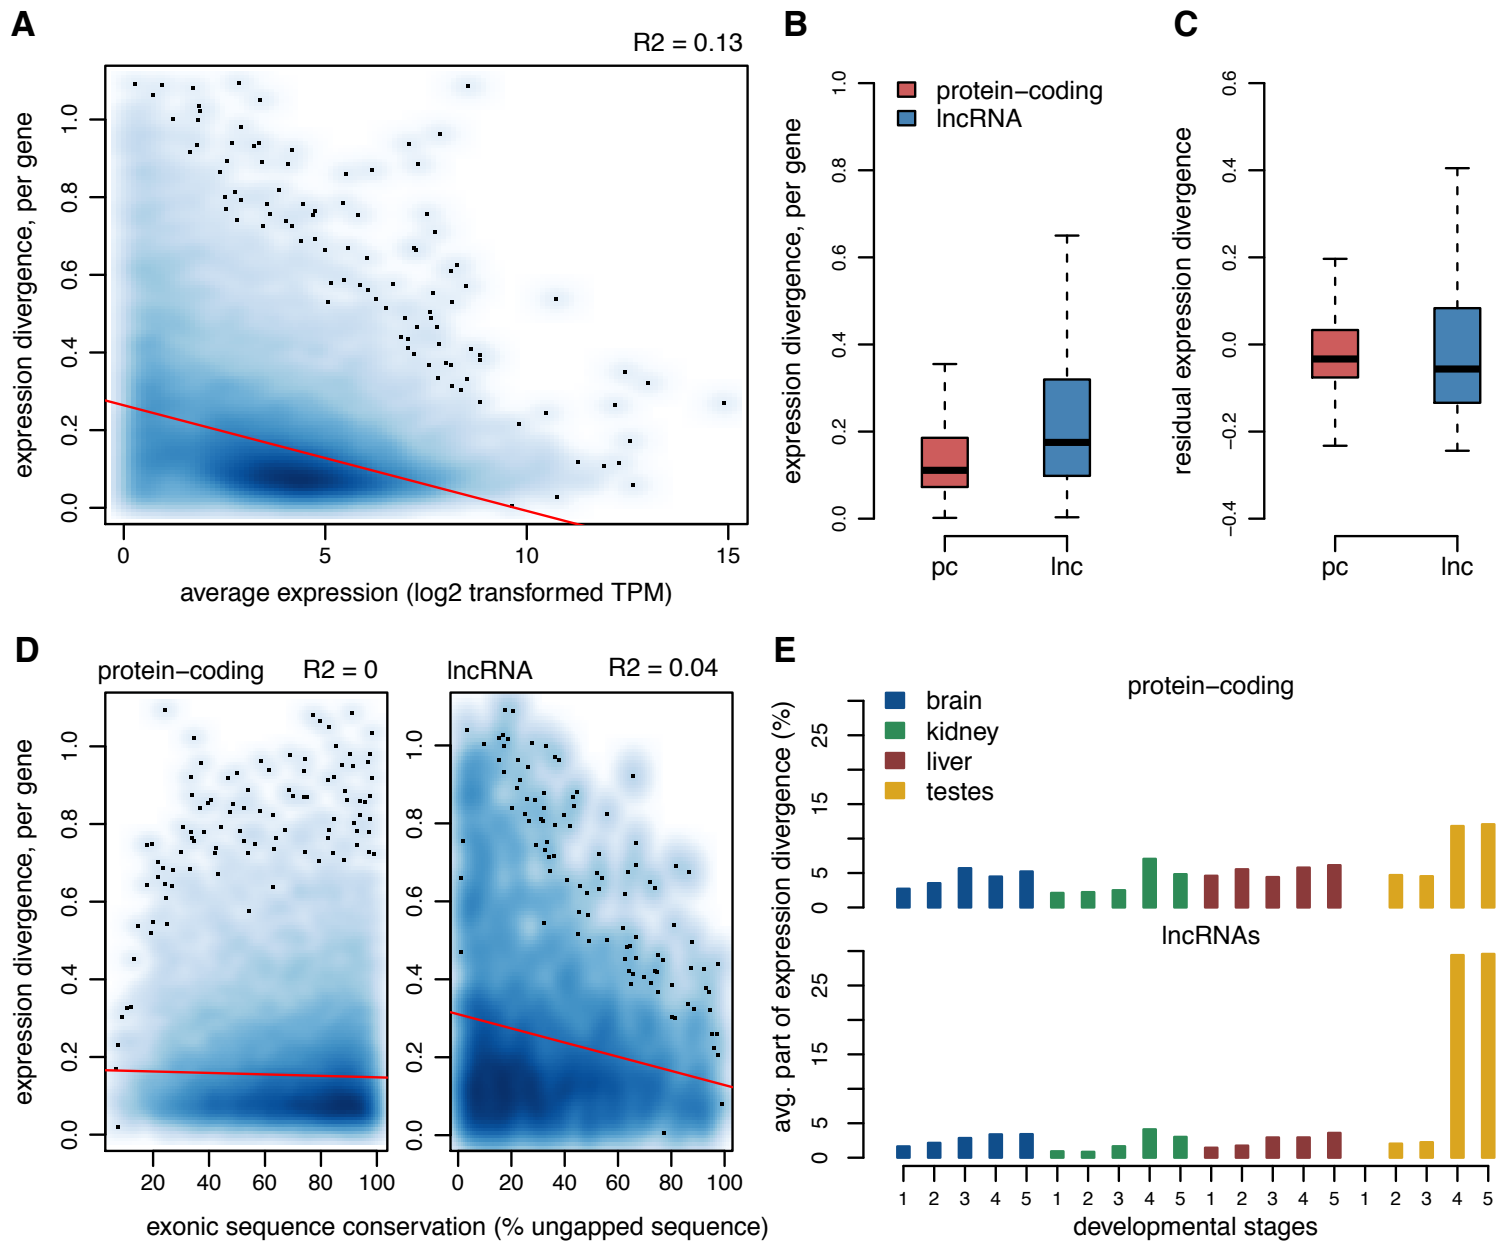 A
R2 = 0.13
expression divergence, per gene
0.0 0.2 0.4 0.6 0.8 1.0
0 5 10 15
average expression (log2 transformed TPM)
B
protein−coding
lncRNA
expression divergence, per gene
0.0 0.2 0.4 0.6 0.8 1.0
pc lnc
C
residual expression divergence
−0.4 −0.2 0.0 0.2 0.4 0.6
pc lnc
D
protein−coding R2 = 0
expression divergence, per gene
0.0 0.2 0.4 0.6 0.8 1.0
20 40 60 80 100
lncRNA R2 = 0.04
0.0 0.2 0.4 0.6 0.8 1.0
0 20 40 60 80 100
exonic sequence conservation (% ungapped sequence)
E
protein−coding
brain
kidney
liver
testes
avg. part of expression divergence (%)
0 5 15 25
lncRNAs
0 5 15 25
1 2 3 4 5 1 2 3 4 5 1 2 3 4 5 1 2 3 4 5
developmental stages